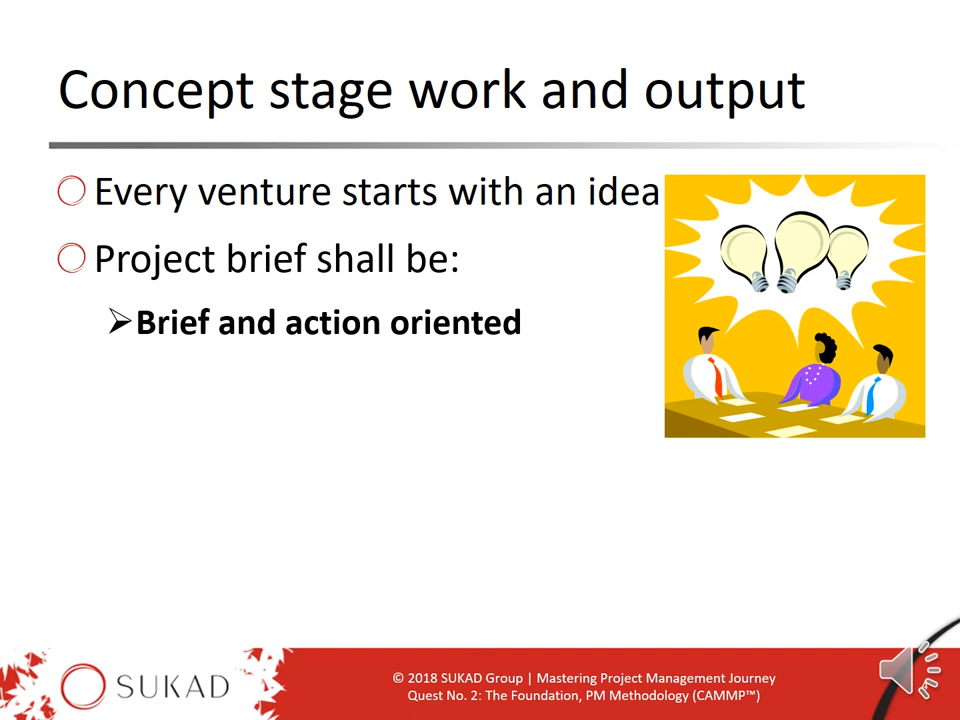 Concept stage work and output
Every venture starts with an idea
Project brief shall be:
Brief and action oriented
SUKAD
© 2018 SUKAD Group | Mastering Project Management Journey
Quest No. 2: The Foundation, PM Methodology (CAMMP™)